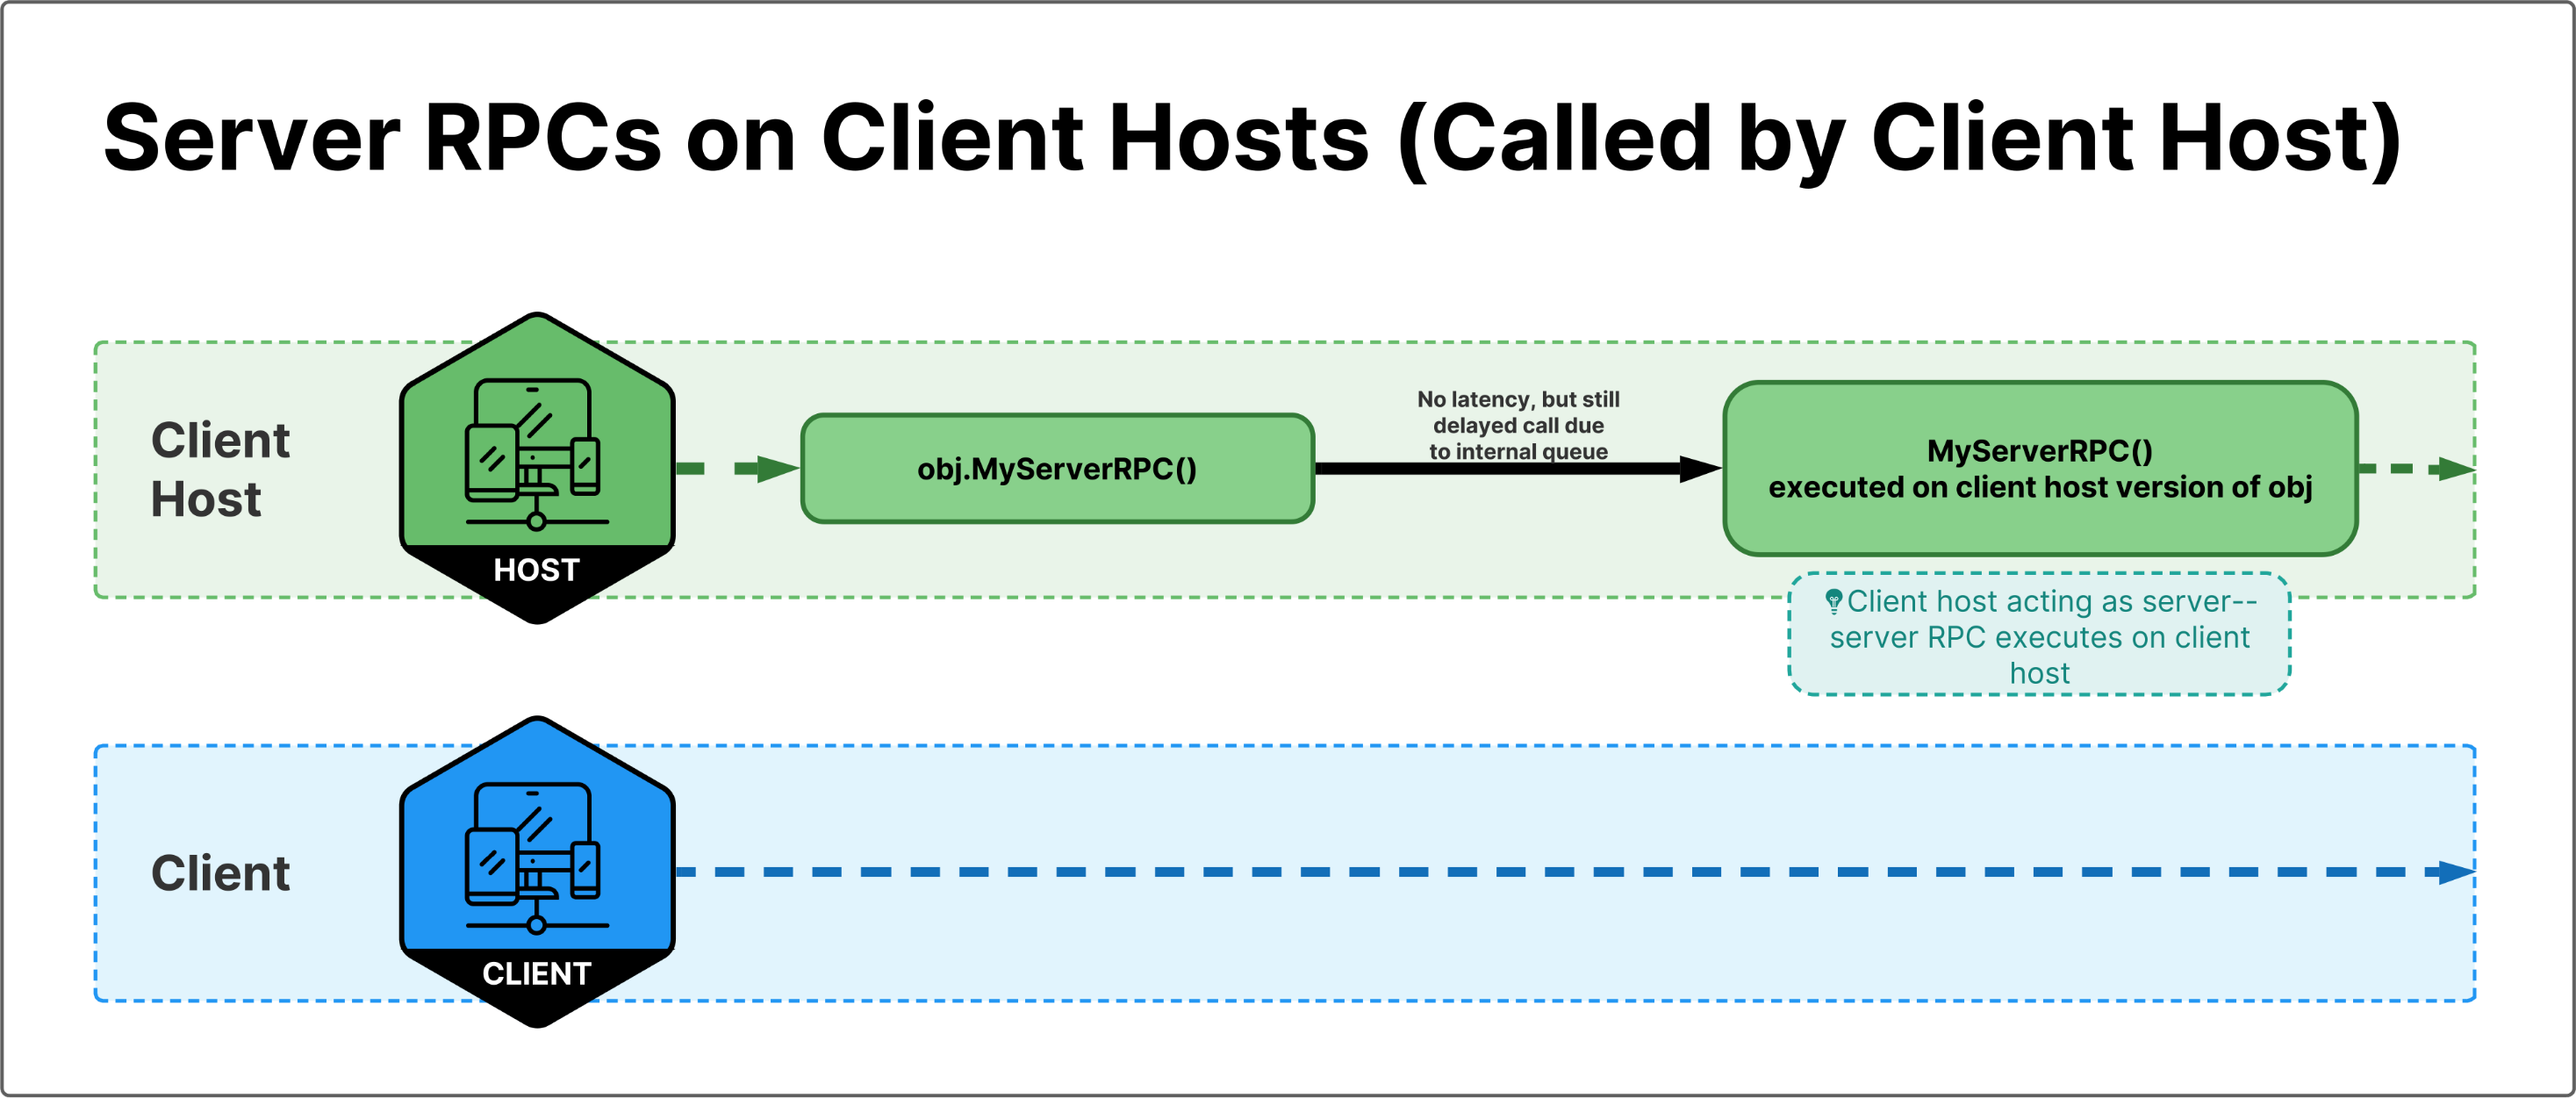 Server RPCs on Client Hosts (Called by Client Host)
Client
Host
HOST
obj.MyServerRPC()
No latency, but still
delayed call due
to internal queue
MyServerRPC()
executed on client host version of obj
Client host acting as server--
server RPC executes on client
host
Client
CLIENT